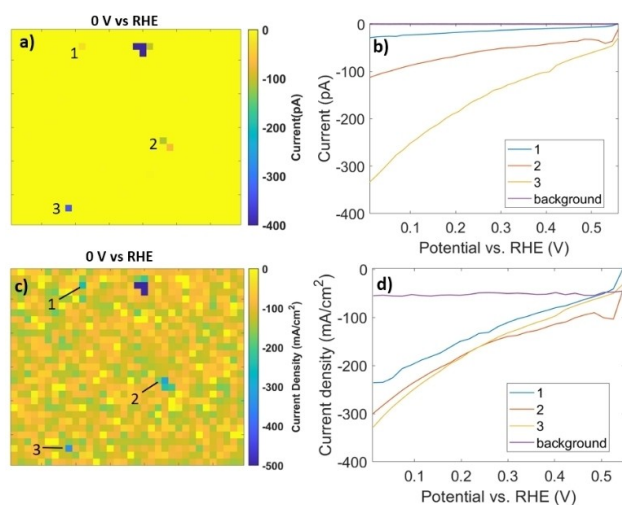 0 V vs RHE
a)
1
2
3
0
-100
-200
-300
-400
Current(pA)
b)
0
-100
-200
-300
-400
Current (pA)
0.1 0.2 0.3 0.4 0.5
Potential vs. RHE (V)
1
2
3
background
0 V vs RHE
c)
1
2
3
0
-100
-200
-300
-400
-500
Current Density (mA/cm²)
d)
0
-100
-200
-300
-400
Current density (mA/cm²)
0.1 0.2 0.3 0.4 0.5
Potential vs. RHE (V)
1
2
3
background